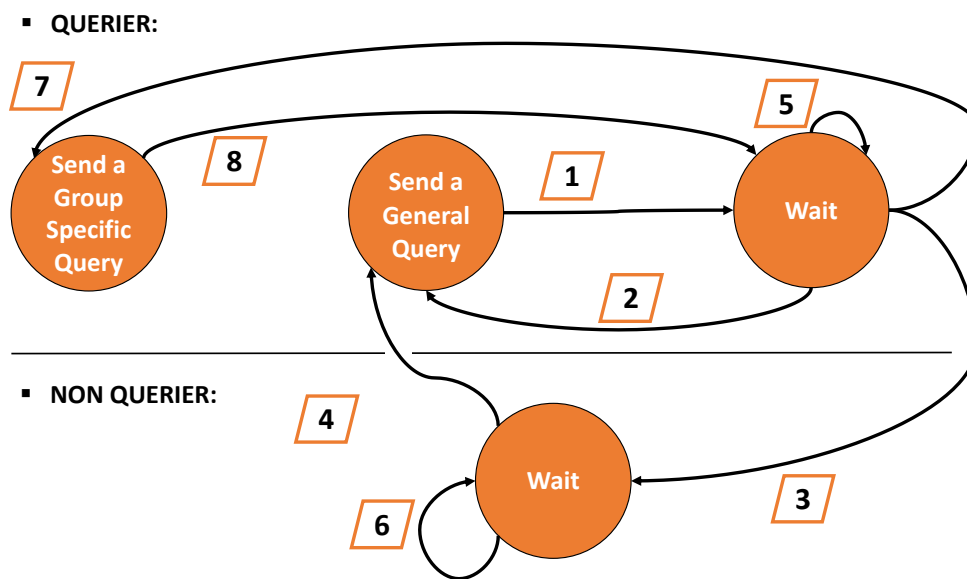 ▪ QUERIER:
7
5
8
1
Send a
Group
Specific
Query
Send a
General
Query
Wait
2
▪ NON QUERIER:
4
Wait
3
6